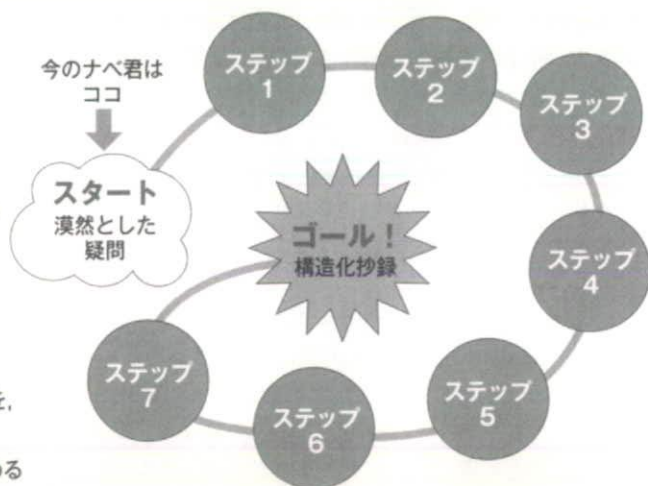 今のナベ君は
ココ
スタート
漠然とした
疑問
ステップ
1
ステップ
2
ステップ
3
ステップ
4
ステップ
5
ステップ
6
ステップ
7
ゴール！
構造化抄録
を，
める